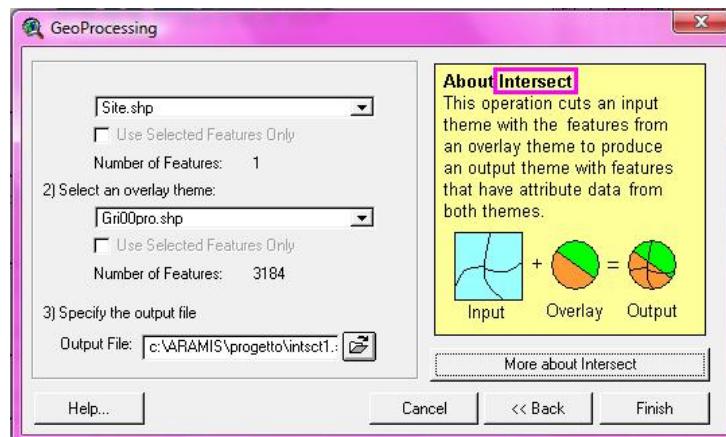 GeoProcessing
Site.shp
Use Selected Features Only
Number of Features: 1
2) Select an overlay theme:
Gri00pro.shp
Use Selected Features Only
Number of Features: 3184
3) Specify the output file
Output File: c:\ARAMIS\progetto\intsct1.:
About Intersect
This operation cuts an input
theme with the features from
an overlay theme to produce
an output theme with features
that have attribute data from
both themes.
+ =
Input Overlay Output
More about Intersect
Help... Cancel << Back Finish